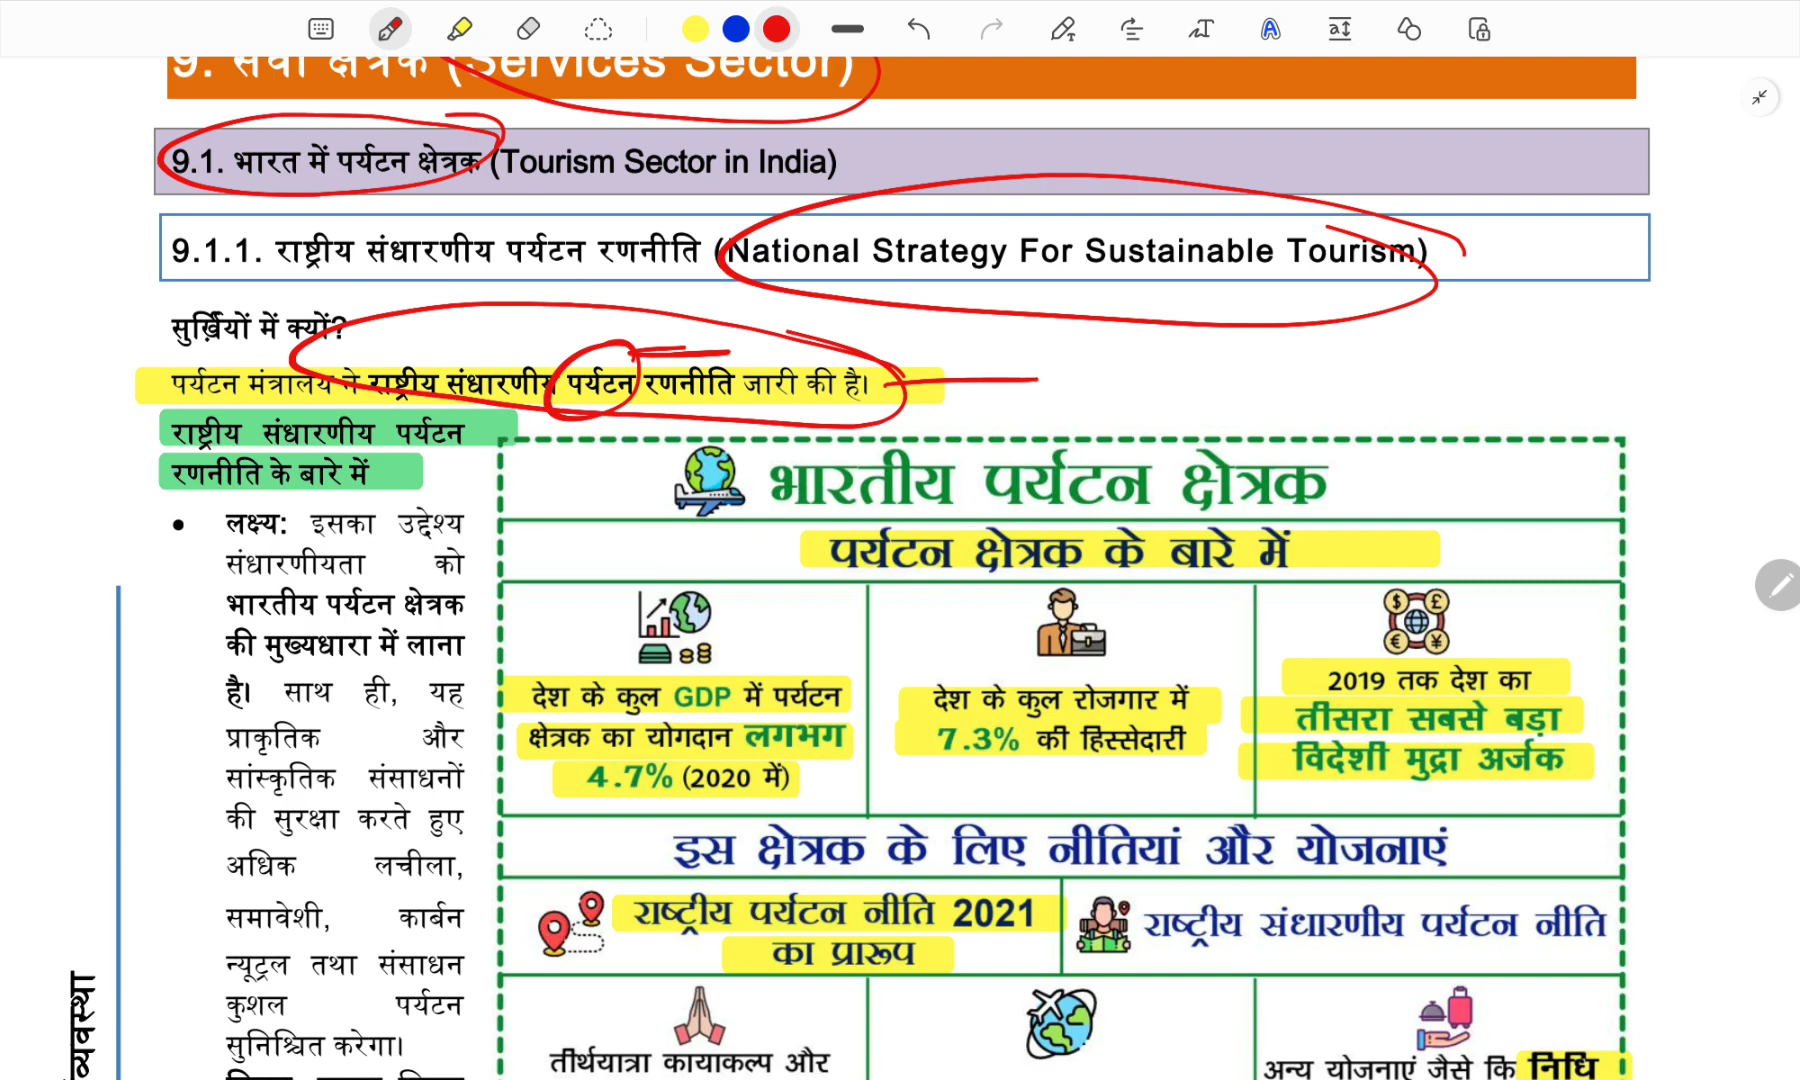 9. सेवा क्षेत्रक (Services Sector)
9.1. भारत में पर्यटन क्षेत्रक (Tourism Sector in India)
9.1.1. राष्ट्रीय संधारणीय पर्यटन रणनीति (National Strategy For Sustainable Tourism)
सुर्ख़ियों में क्यों?
पर्यटन मंत्रालय ने राष्ट्रीय संधारणीय पर्यटन रणनीति जारी की है।
राष्ट्रीय संधारणीय पर्यटन
रणनीति के बारे में
• लक्ष्य: इसका उद्देश्य
संधारणीयता को
भारतीय पर्यटन क्षेत्रक
की मुख्यधारा में लाना
है। साथ ही, यह
प्राकृतिक और
सांस्कृतिक संसाधनों
की सुरक्षा करते हुए
अधिक लचीला,
समावेशी, कार्बन
न्यूट्रल तथा संसाधन
कुशल पर्यटन
सुनिश्चित करेगा।
भारतीय पर्यटन क्षेत्रक
पर्यटन क्षेत्रक के बारे में
देश के कुल GDP में पर्यटन
क्षेत्रक का योगदान लगभग
4.7% (2020 में)
देश के कुल रोजगार में
7.3% की हिस्सेदारी
2019 तक देश का
तीसरा सबसे बड़ा
विदेशी मुद्रा अर्जक
इस क्षेत्रक के लिए नीतियां और योजनाएं
राष्ट्रीय पर्यटन नीति 2021
का प्रारूप
राष्ट्रीय संधारणीय पर्यटन नीति
तीर्थयात्रा कायाकल्प और
अन्य योजनाएं जैसे कि निधि